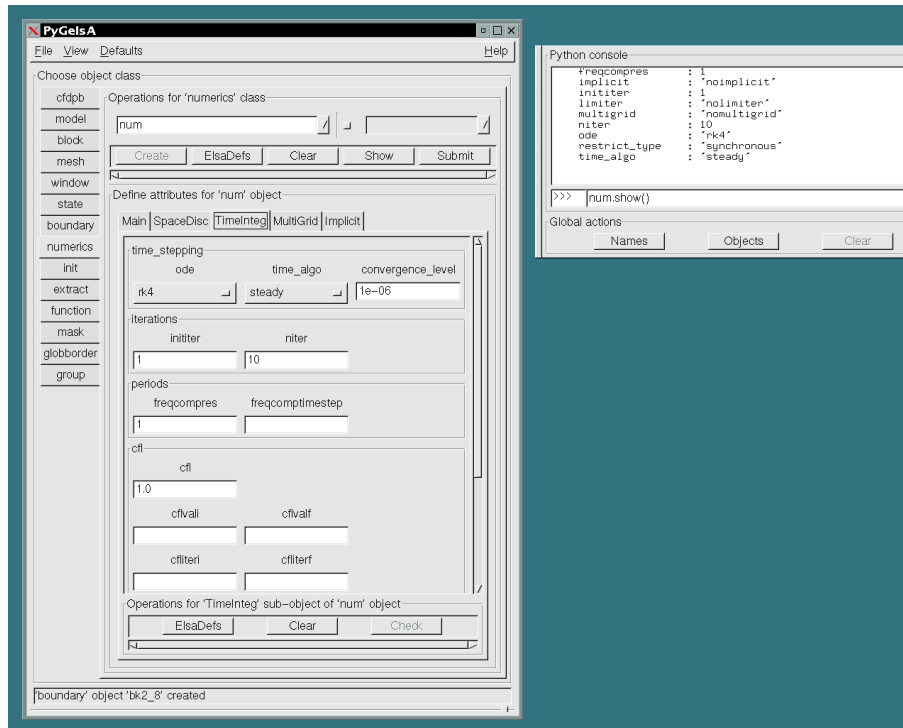 PyGelsA
File View Defaults Help
Choose object class
cfdpb
model
block
mesh
window
state
boundary
numerics
init
extract
function
mask
globborder
group
Operations for 'numerics' class
num
Create ElsaDefs Clear Show Submit
Define attributes for 'num' object
Main SpaceDisc TimeInteg MultiGrid Implicit
time_stepping
ode time_algo convergence_level
rk4 steady 1e-06
iterations
inititer niter
1 10
periods
freqcompres freqcomptimestep
1
cfl
cfl
1.0
cflvali cflvalf
cfliteri cfliterf
Operations for 'TimeInteg' sub-object of 'num' object
ElsaDefs Clear Check
'boundary' object 'bk2_8' created
Python console
freqcompres : 1
implicit : 'noimplicit'
inititer : 1
limiter : 'nolimiter'
multigrid : 'nomultigrid'
niter : 10
ode : 'rk4'
restrict_type : 'synchronous'
time_algo : 'steady'
>>> num.show()
Global actions
Names Objects Clear